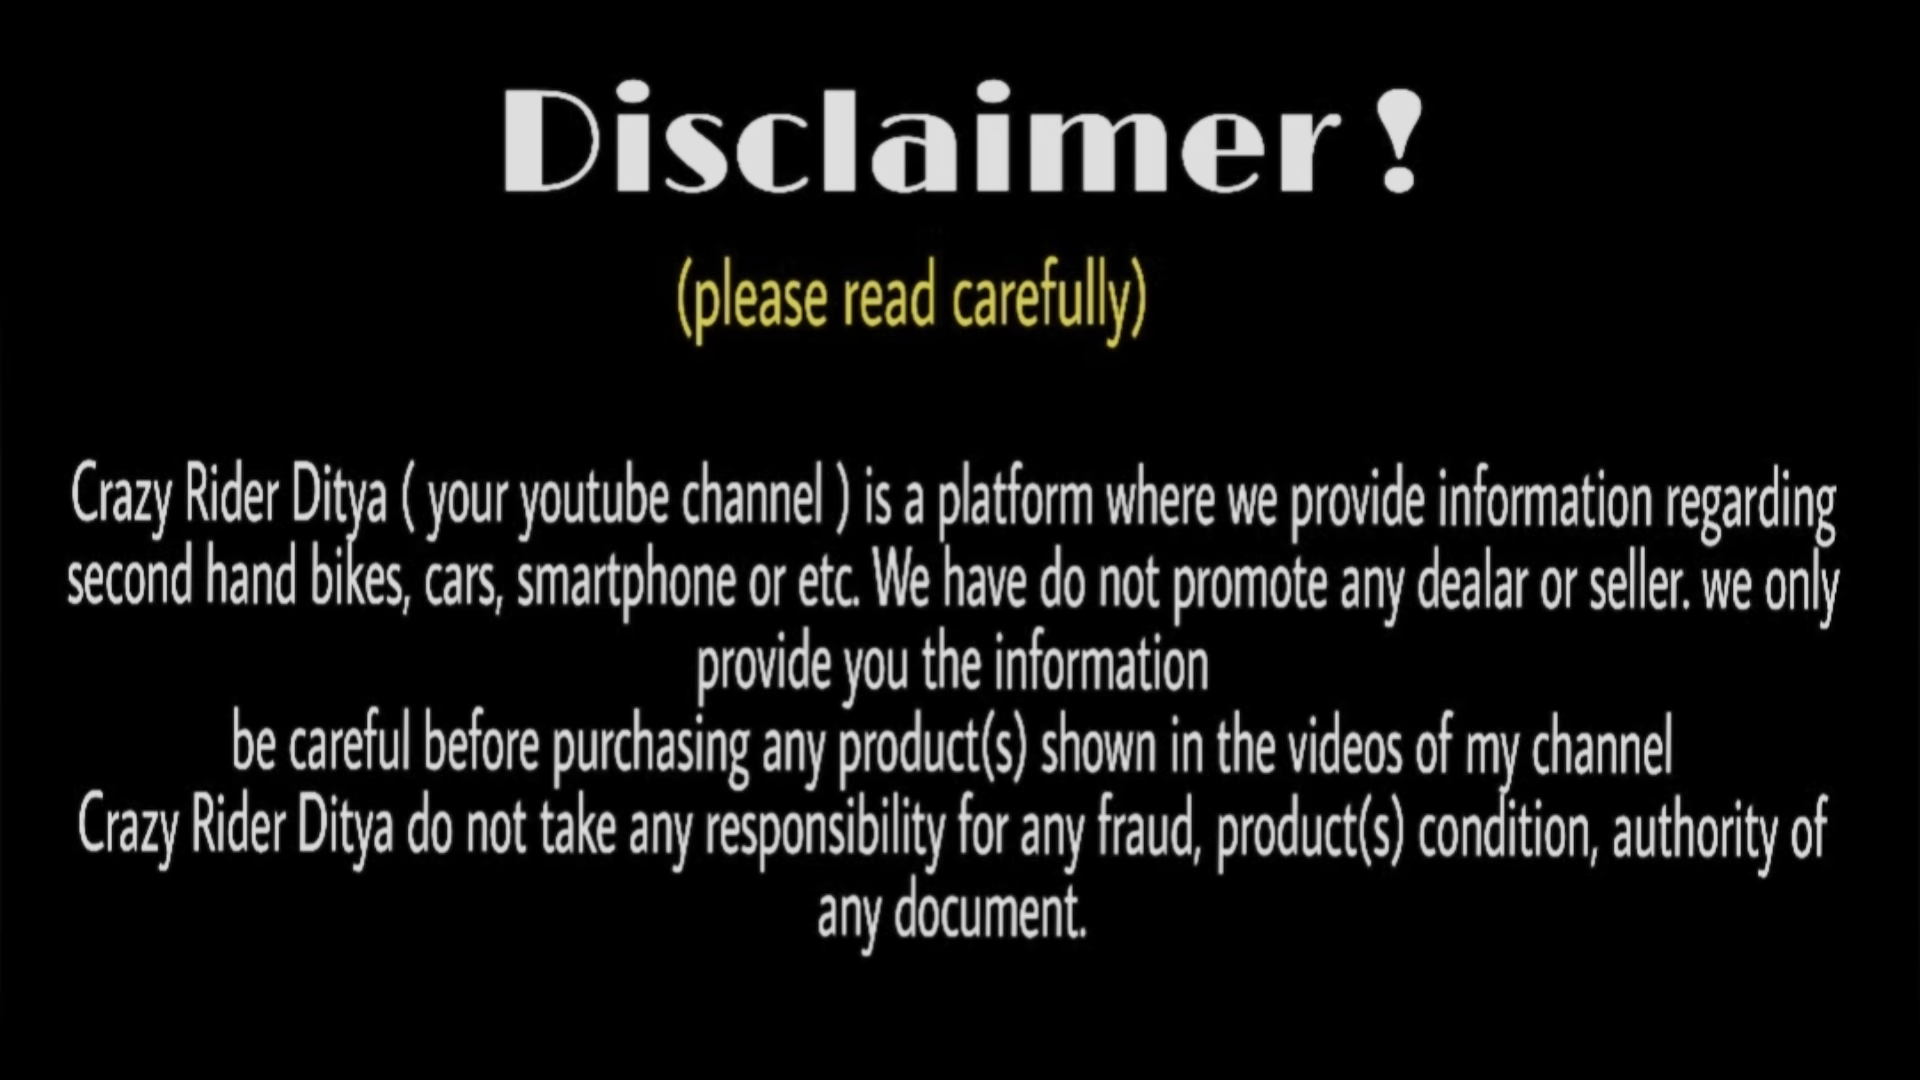 Disclaimer !
(please read carefully)
Crazy Rider Ditya ( your youtube channel ) is a platform where we provide information regarding
second hand bikes, cars, smartphone or etc. We have do not promote any dealar or seller. we only
provide you the information
be careful before purchasing any product(s) shown in the videos of my channel
Crazy Rider Ditya do not take any responsibility for any fraud, product(s) condition, authority of
any document.